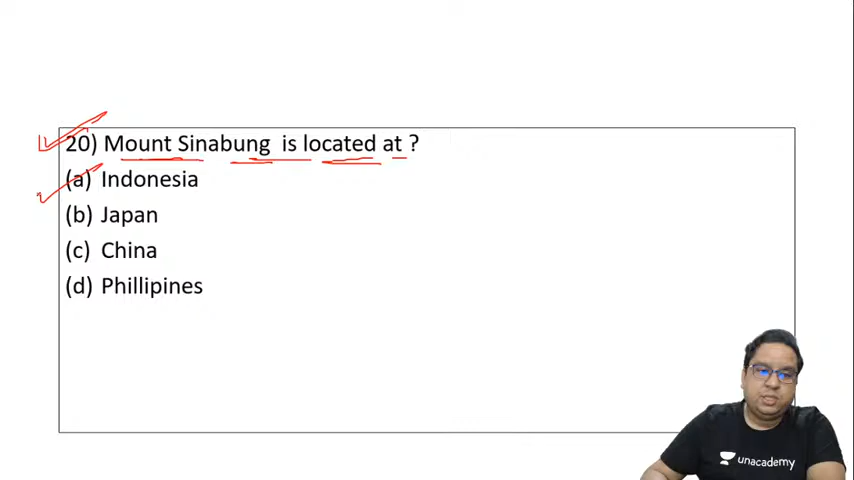 20) Mount Sinabung is located at ?
(a) Indonesia
(b) Japan
(c) China
(d) Phillipines
unacademy